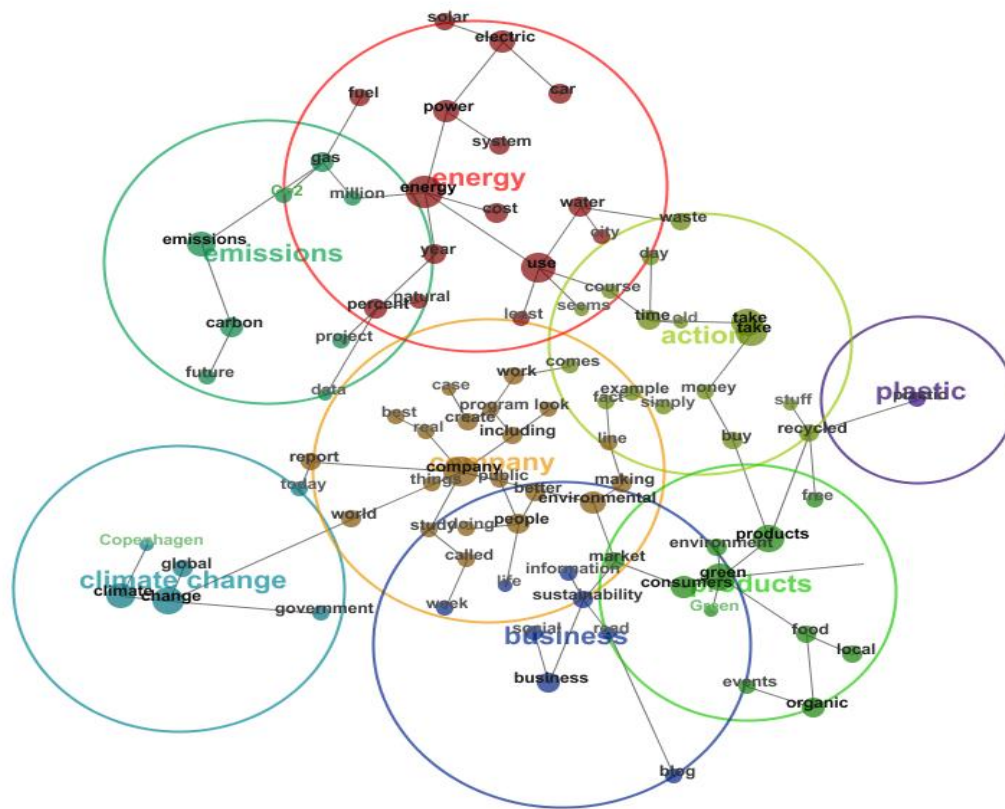 solar
electric
fuel
car
power
system
gas
Co2
million
energy
energy
cost
water
waste
city
emissions
emissions
year
day
use
course
natural
percent
seems
least
time
old
take
take
action
carbon
project
future
data
work
comes
case
example
money
plastic
plastic
best
program
look
fact
simply
stuff
create
real
including
line
buy
recycled
report
company
company
public
today
things
better
making
environmental
free
world
study
doing
people
products
environment
Copenhagen
global
called
market
climate change
information
green
climate
change
life
consumers
products
sustainability
Green
government
week
social
read
business
food
local
business
events
organic
blog